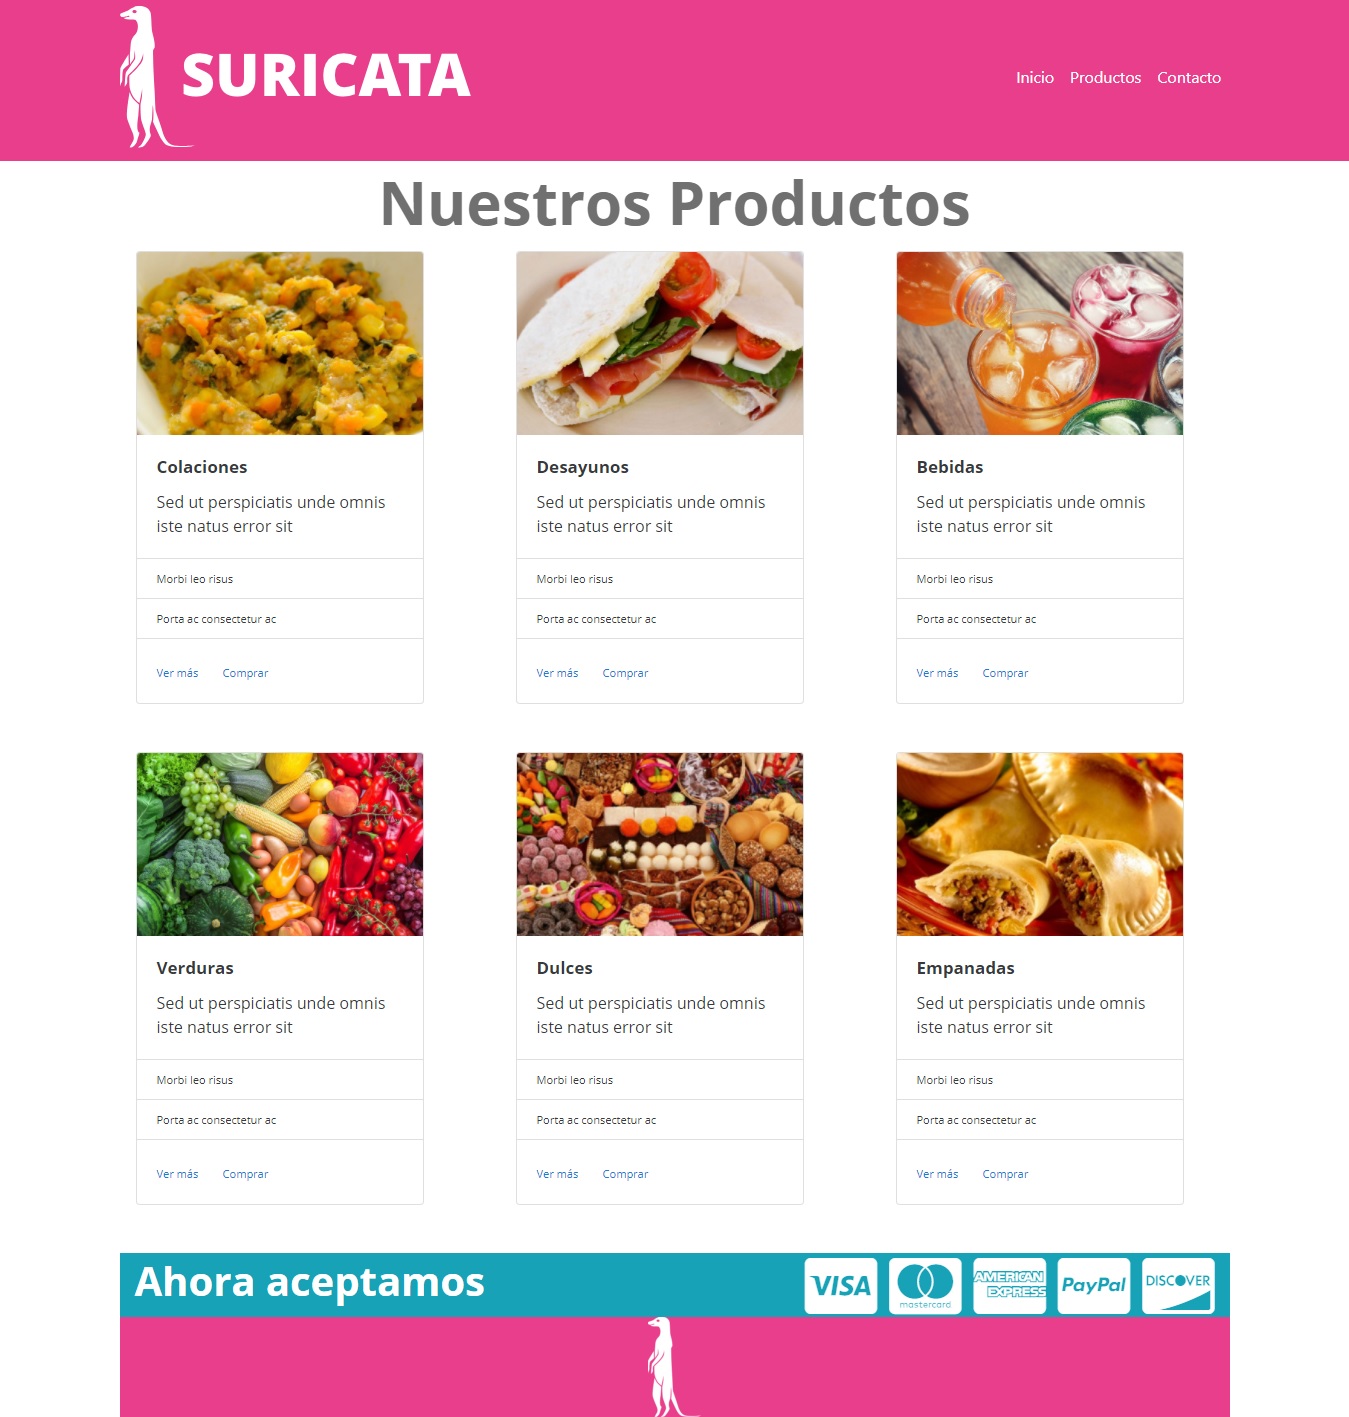 SURICATA
Inicio Productos Contacto
Nuestros Productos
Colaciones
Sed ut perspiciatis unde omnis
iste natus error sit
Morbi leo risus
Porta ac consectetur ac
Ver más Comprar
Desayunos
Sed ut perspiciatis unde omnis
iste natus error sit
Morbi leo risus
Porta ac consectetur ac
Ver más Comprar
Bebidas
Sed ut perspiciatis unde omnis
iste natus error sit
Morbi leo risus
Porta ac consectetur ac
Ver más Comprar
Verduras
Sed ut perspiciatis unde omnis
iste natus error sit
Morbi leo risus
Porta ac consectetur ac
Ver más Comprar
Dulces
Sed ut perspiciatis unde omnis
iste natus error sit
Morbi leo risus
Porta ac consectetur ac
Ver más Comprar
Empanadas
Sed ut perspiciatis unde omnis
iste natus error sit
Morbi leo risus
Porta ac consectetur ac
Ver más Comprar
Ahora aceptamos
VISA
mastercard.
AMERICAN
EXPRESS
PayPal
DISCOVER